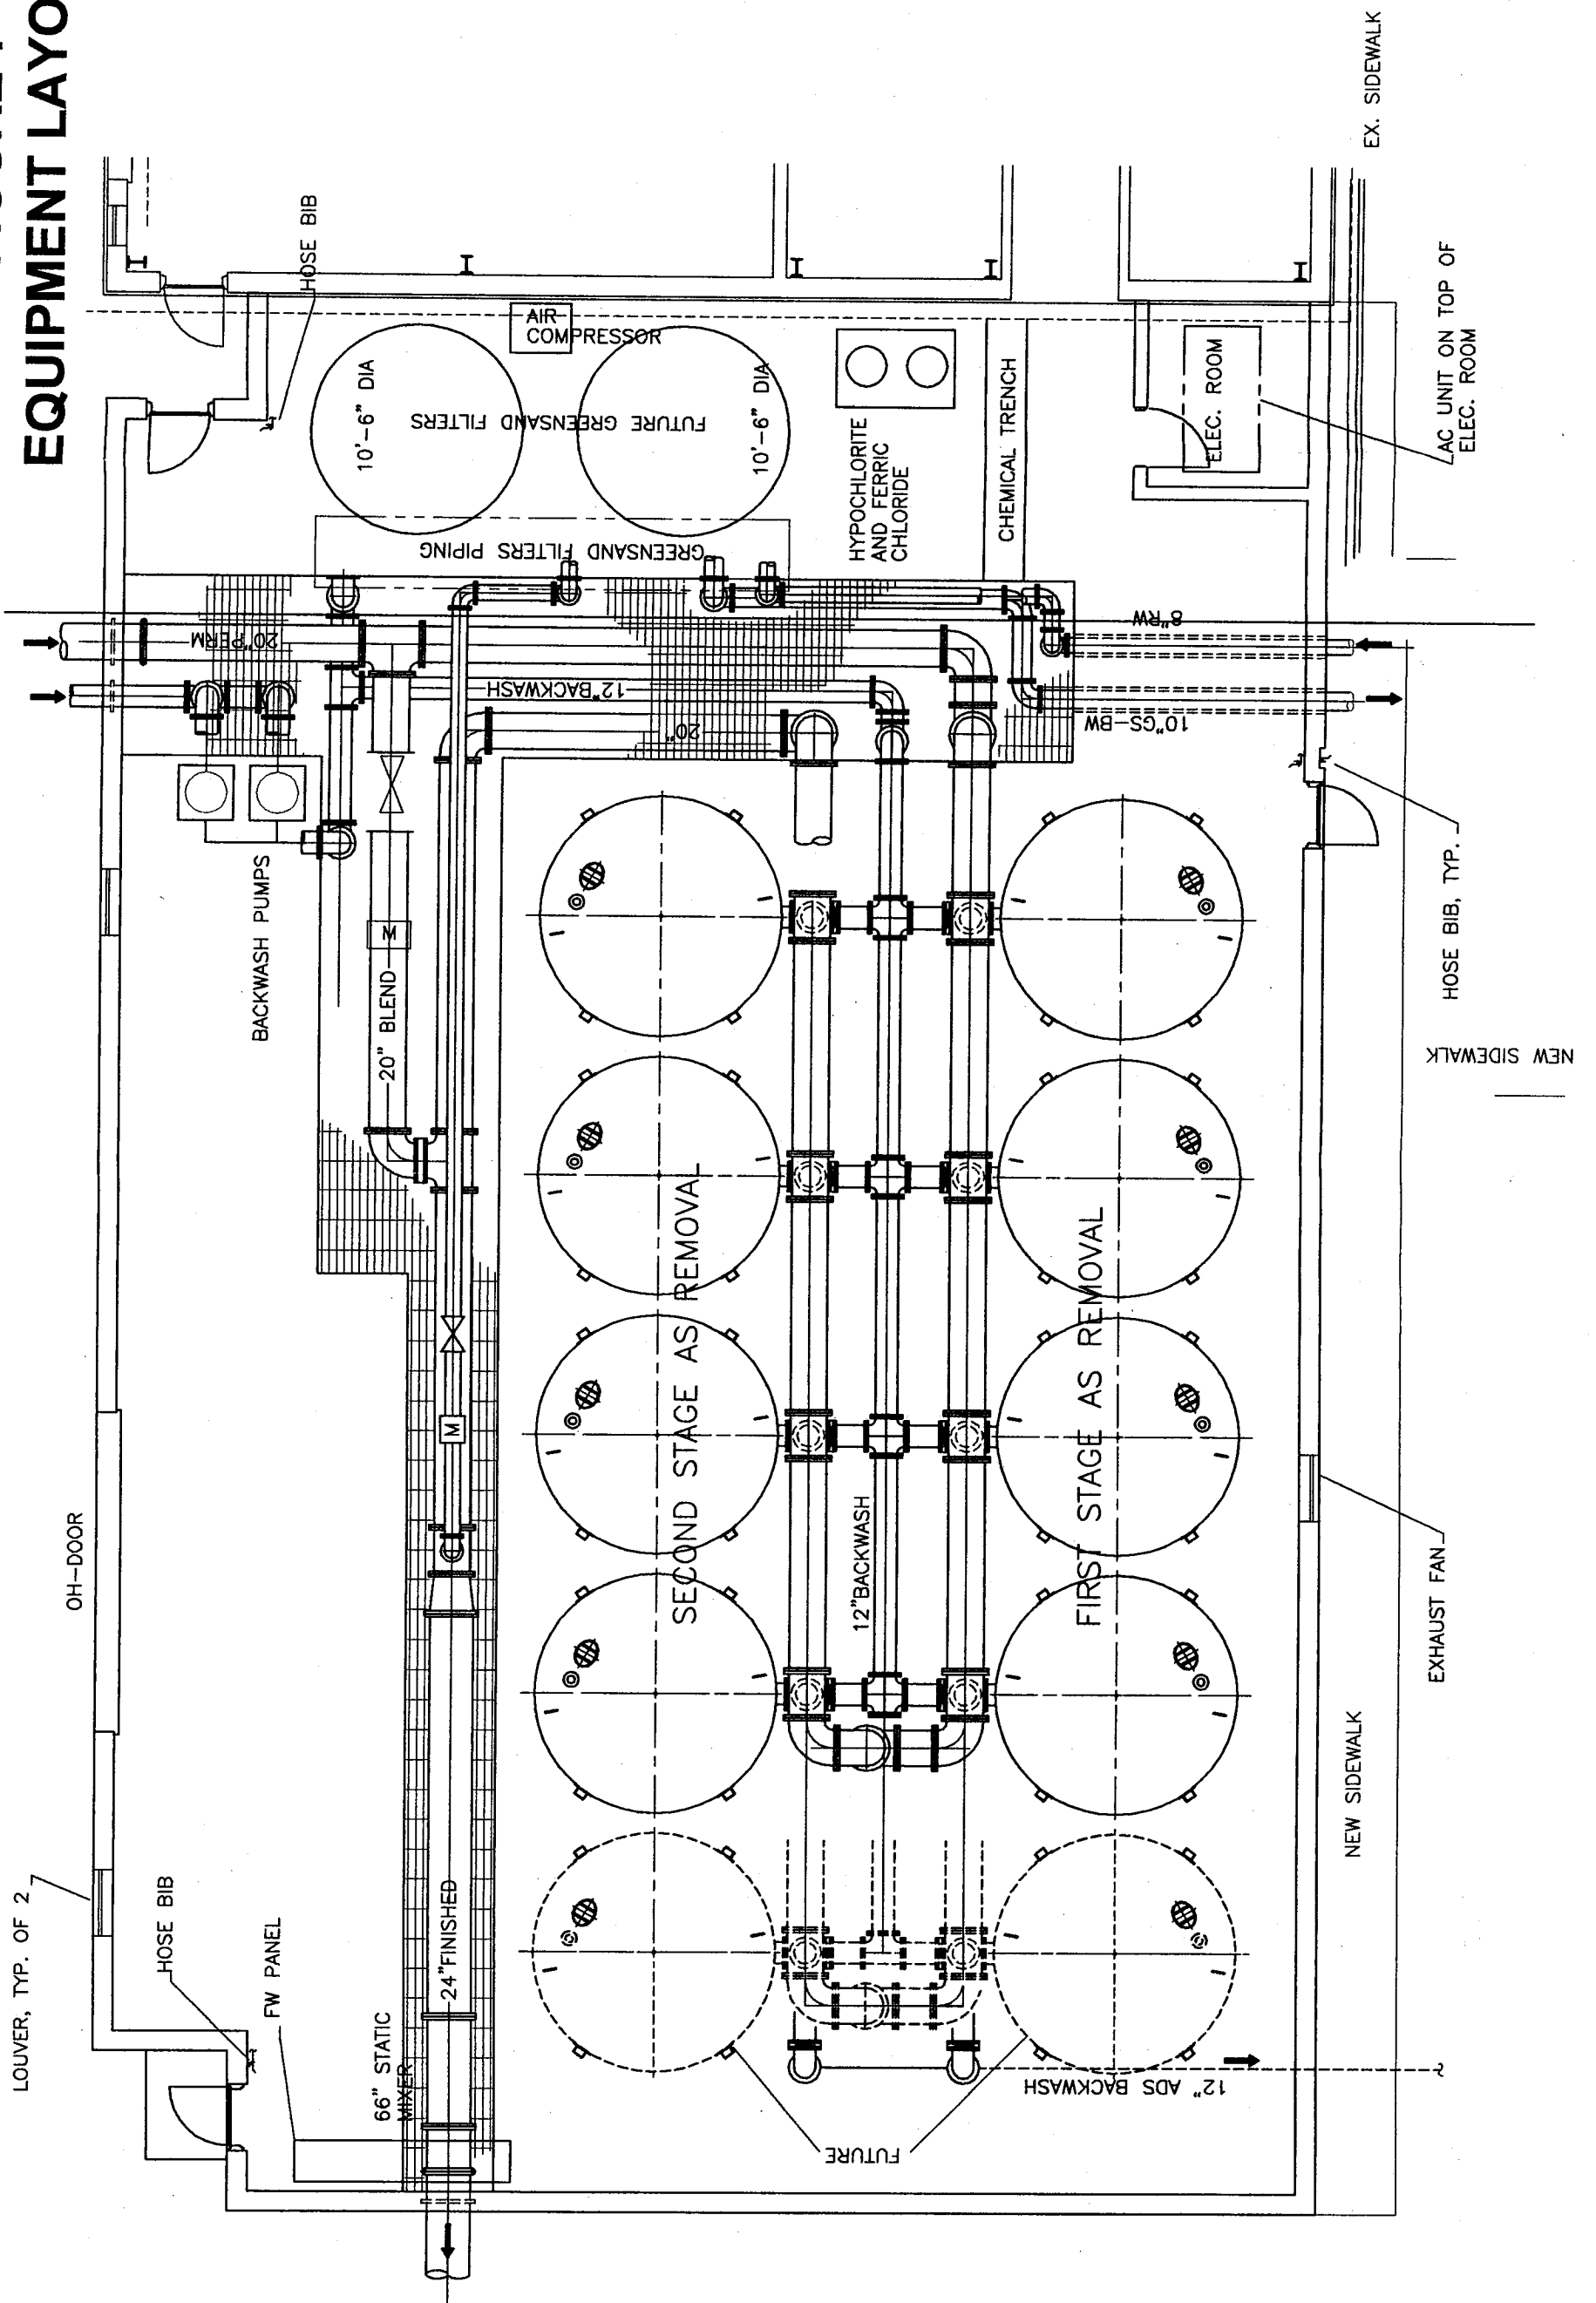 EQUIPMENT LAYO
EX. SIDEWALK
HOSE BIB
AIR
COMPRESSOR
10'-6" DIA
FUTURE GREENSAND FILTERS
10'-6" DIA
GREENSAND FILTERS PIPING
HYPOCHLORITE
AND FERRIC
CHLORIDE
CHEMICAL TRENCH
ELEC. ROOM
AC UNIT ON TOP OF
ELEC. ROOM
20"PERM
12"BACKWASH
20"
8"RW
10"GS-BW
BACKWASH PUMPS
M
20" BLEND
HOSE BIB, TYP.
NEW SIDEWALK
OH-DOOR
M
SECOND STAGE AS REMOVAL
12"BACKWASH
FIRST STAGE AS REMOVAL
EXHAUST FAN
NEW SIDEWALK
LOUVER, TYP. OF 2
HOSE BIB
FW PANEL
66" STATIC
MIXER
24"FINISHED
12" ADS BACKWASH
FUTURE